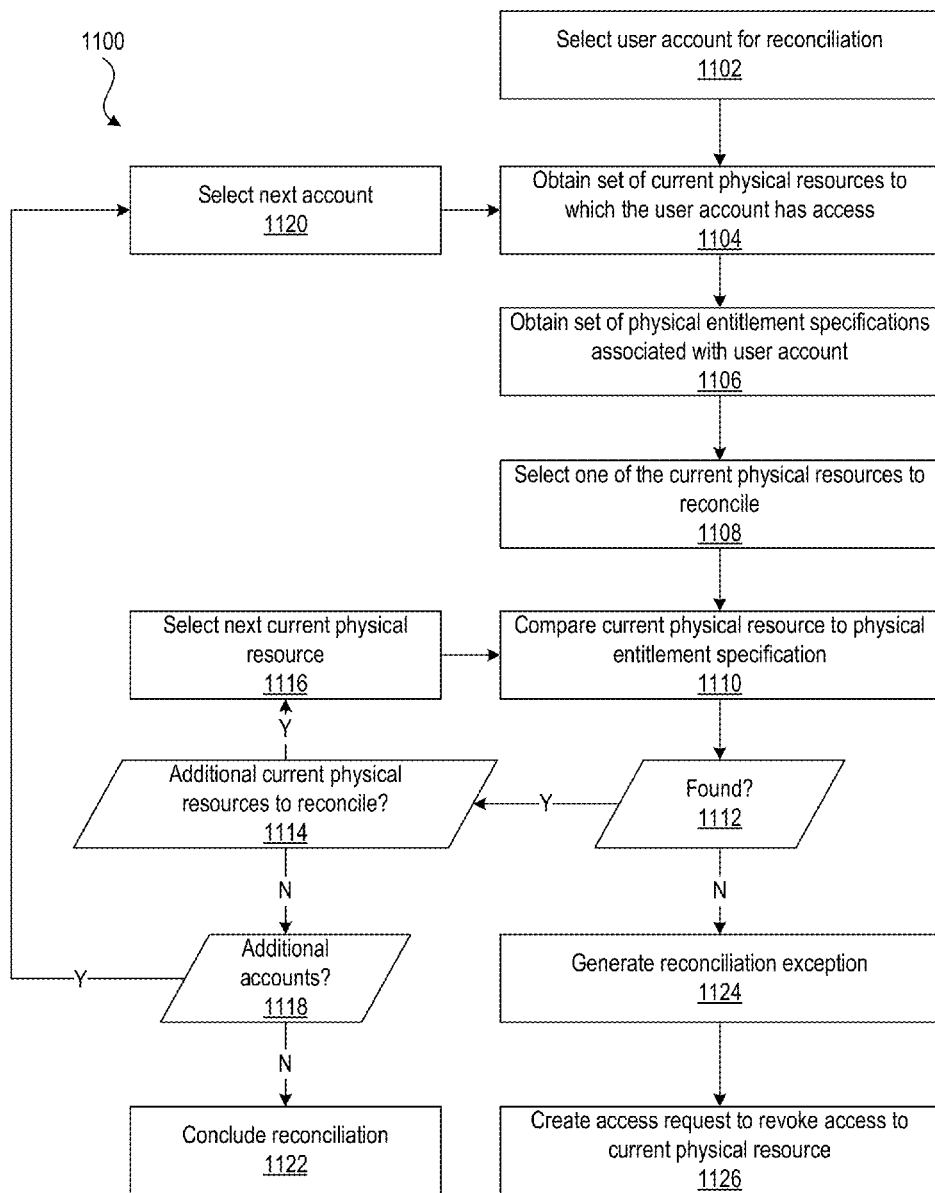 1100
Select user account for reconciliation
1102
Select next account
1120
Obtain set of current physical resources to
which the user account has access
1104
Obtain set of physical entitlement specifications
associated with user account
1106
Select one of the current physical resources to
reconcile
1108
Select next current physical
resource
1116
Compare current physical resource to physical
entitlement specification
1110
Y
Additional current physical
resources to reconcile?
1114
Y
Found?
1112
N
N
Additional
accounts?
1118
Y
Generate reconciliation exception
1124
N
Conclude reconciliation
1122
Create access request to revoke access to
current physical resource
1126